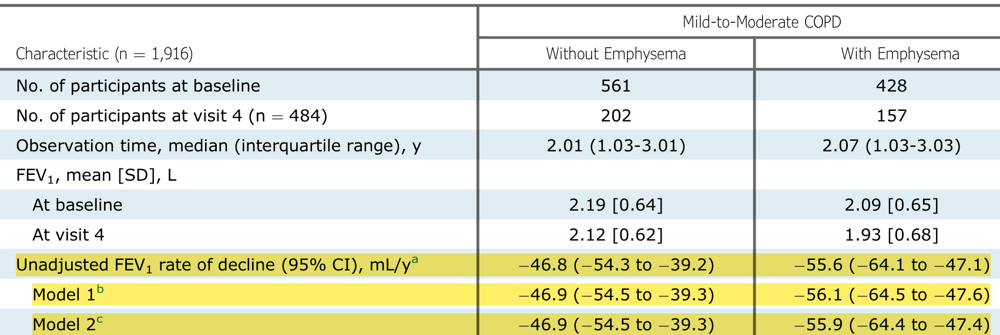 Mild-to-Moderate COPD
Characteristic (n = 1,916) Without Emphysema With Emphysema
No. of participants at baseline 561 428
No. of participants at visit 4 (n = 484) 202 157
Observation time, median (interquartile range), y 2.01 (1.03-3.01) 2.07 (1.03-3.03)
FEV₁, mean [SD], L
At baseline 2.19 [0.64] 2.09 [0.65]
At visit 4 2.12 [0.62] 1.93 [0.68]
Unadjusted FEV₁ rate of decline (95% CI), mL/yᵃ −46.8 (−54.3 to −39.2) −55.6 (−64.1 to −47.1)
Model 1ᵇ −46.9 (−54.5 to −39.3) −56.1 (−64.5 to −47.6)
Model 2ᶜ −46.9 (−54.5 to −39.3) −55.9 (−64.4 to −47.4)